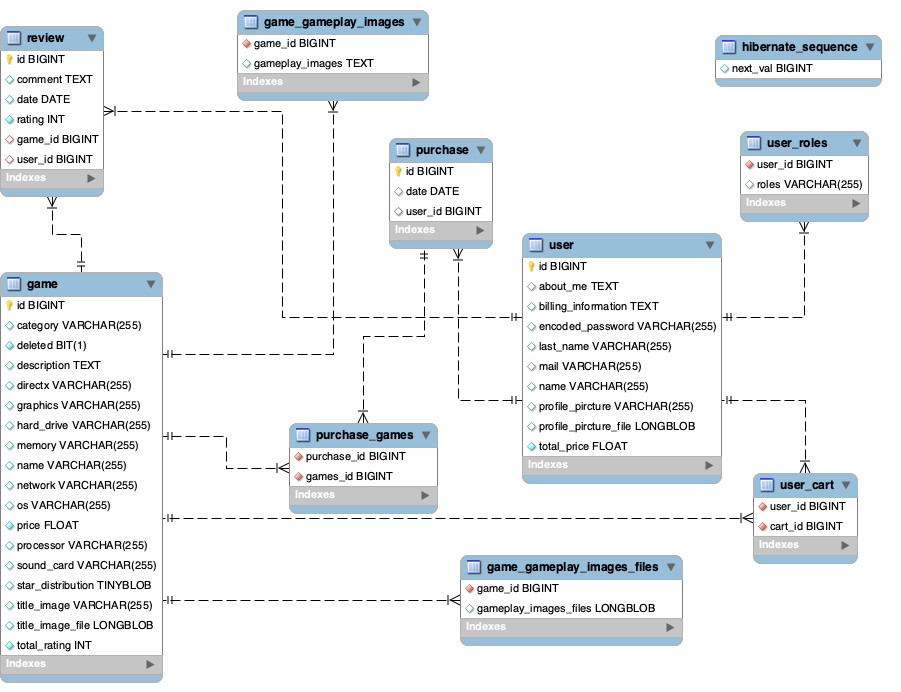 review
id BIGINT
comment TEXT
date DATE
rating INT
game_id BIGINT
user_id BIGINT
Indexes
game_gameplay_images
game_id BIGINT
gameplay_images TEXT
Indexes
hibernate_sequence
next_val BIGINT
purchase
id BIGINT
date DATE
user_id BIGINT
Indexes
user_roles
user_id BIGINT
roles VARCHAR(255)
Indexes
user
id BIGINT
about_me TEXT
billing_information TEXT
encoded_password VARCHAR(255)
last_name VARCHAR(255)
mail VARCHAR(255)
name VARCHAR(255)
profile_pircture VARCHAR(255)
profile_pircture_file LONGBLOB
total_price FLOAT
Indexes
game
id BIGINT
category VARCHAR(255)
deleted BIT(1)
description TEXT
directx VARCHAR(255)
graphics VARCHAR(255)
hard_drive VARCHAR(255)
memory VARCHAR(255)
name VARCHAR(255)
network VARCHAR(255)
os VARCHAR(255)
price FLOAT
processor VARCHAR(255)
sound_card VARCHAR(255)
star_distribution TINYBLOB
title_image VARCHAR(255)
title_image_file LONGBLOB
total_rating INT
Indexes
purchase_games
purchase_id BIGINT
games_id BIGINT
Indexes
user_cart
user_id BIGINT
cart_id BIGINT
Indexes
game_gameplay_images_files
game_id BIGINT
gameplay_images_files LONGBLOB
Indexes